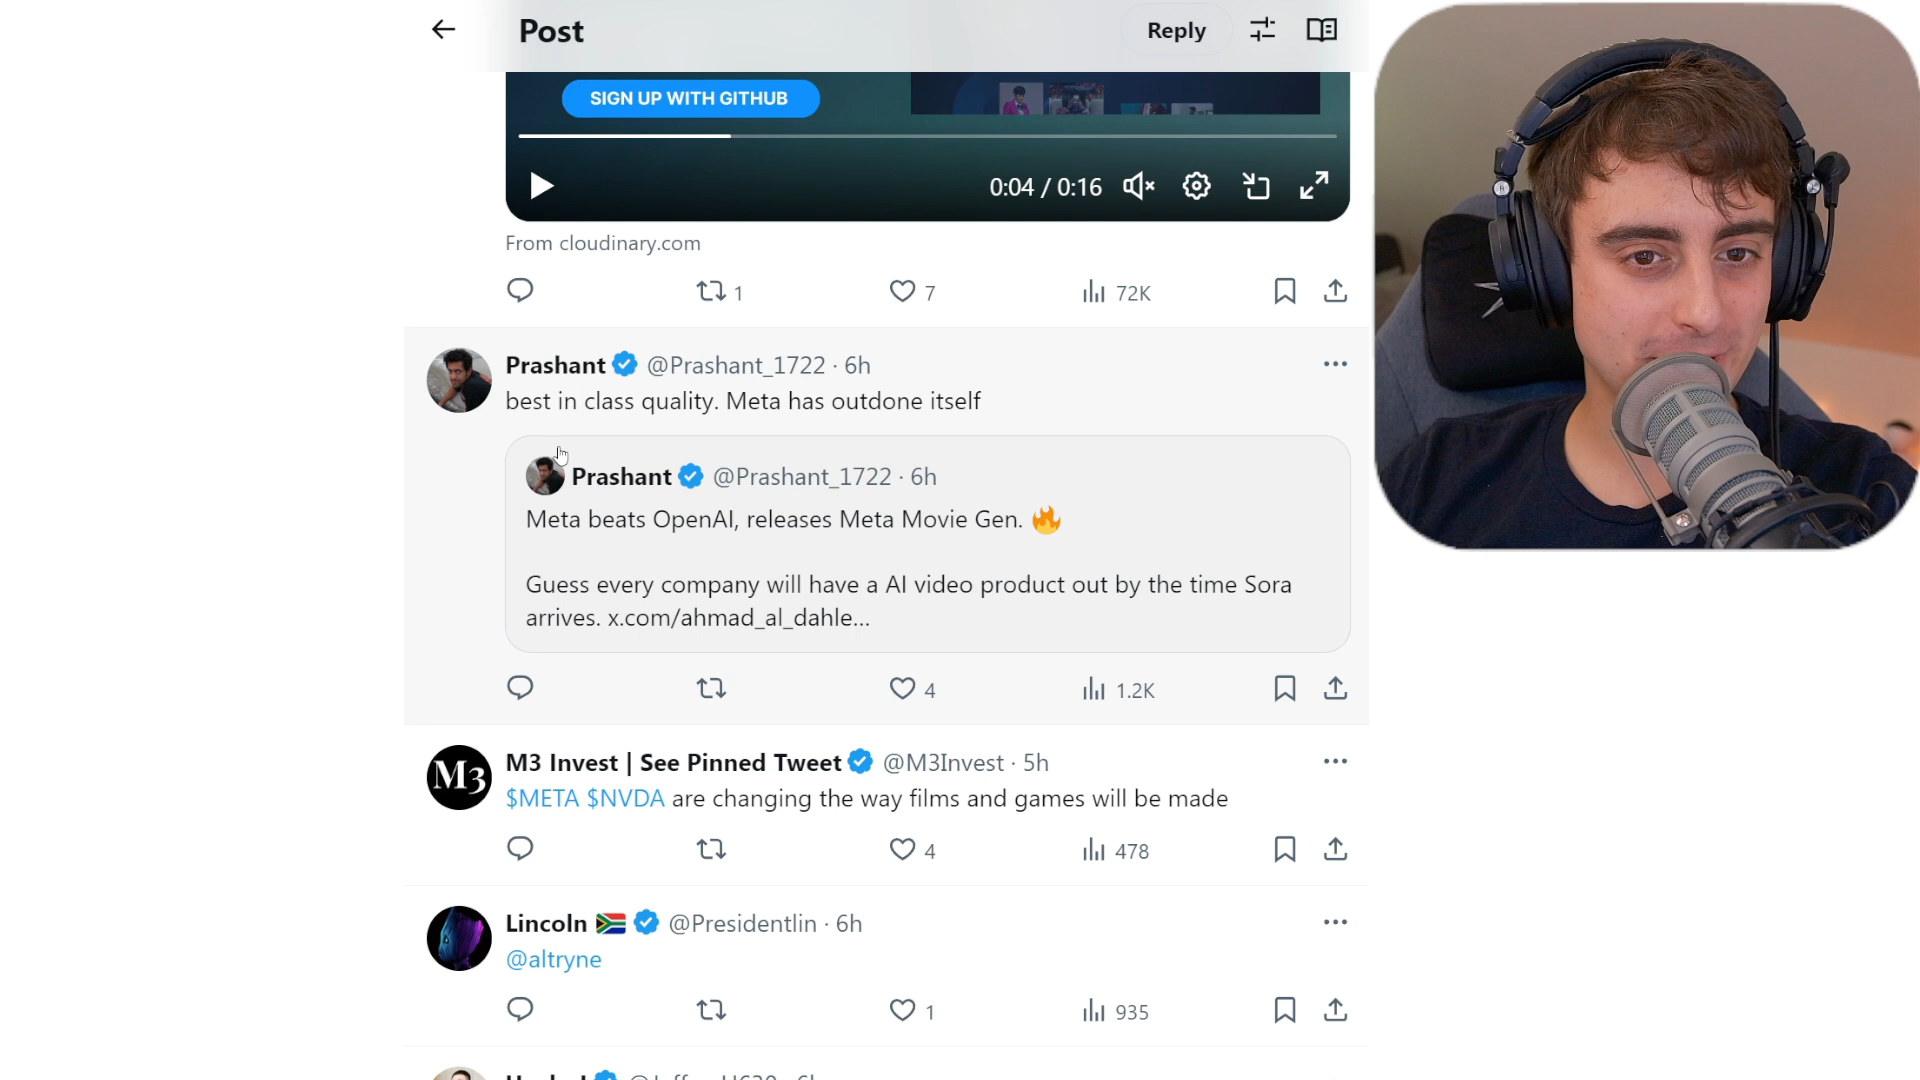 Post
Reply
SIGN UP WITH GITHUB
0:04 / 0:16
From cloudinary.com
1
7
72K
Prashant @Prashant_1722 · 6h
best in class quality. Meta has outdone itself
Prashant @Prashant_1722 · 6h
Meta beats OpenAI, releases Meta Movie Gen.
Guess every company will have a AI video product out by the time Sora
arrives. x.com/ahmad_al_dahle...
4
1.2K
M3
M3 Invest | See Pinned Tweet @M3Invest · 5h
$META $NVDA are changing the way films and games will be made
4
478
Lincoln @Presidentlin · 6h
@altryne
1
935